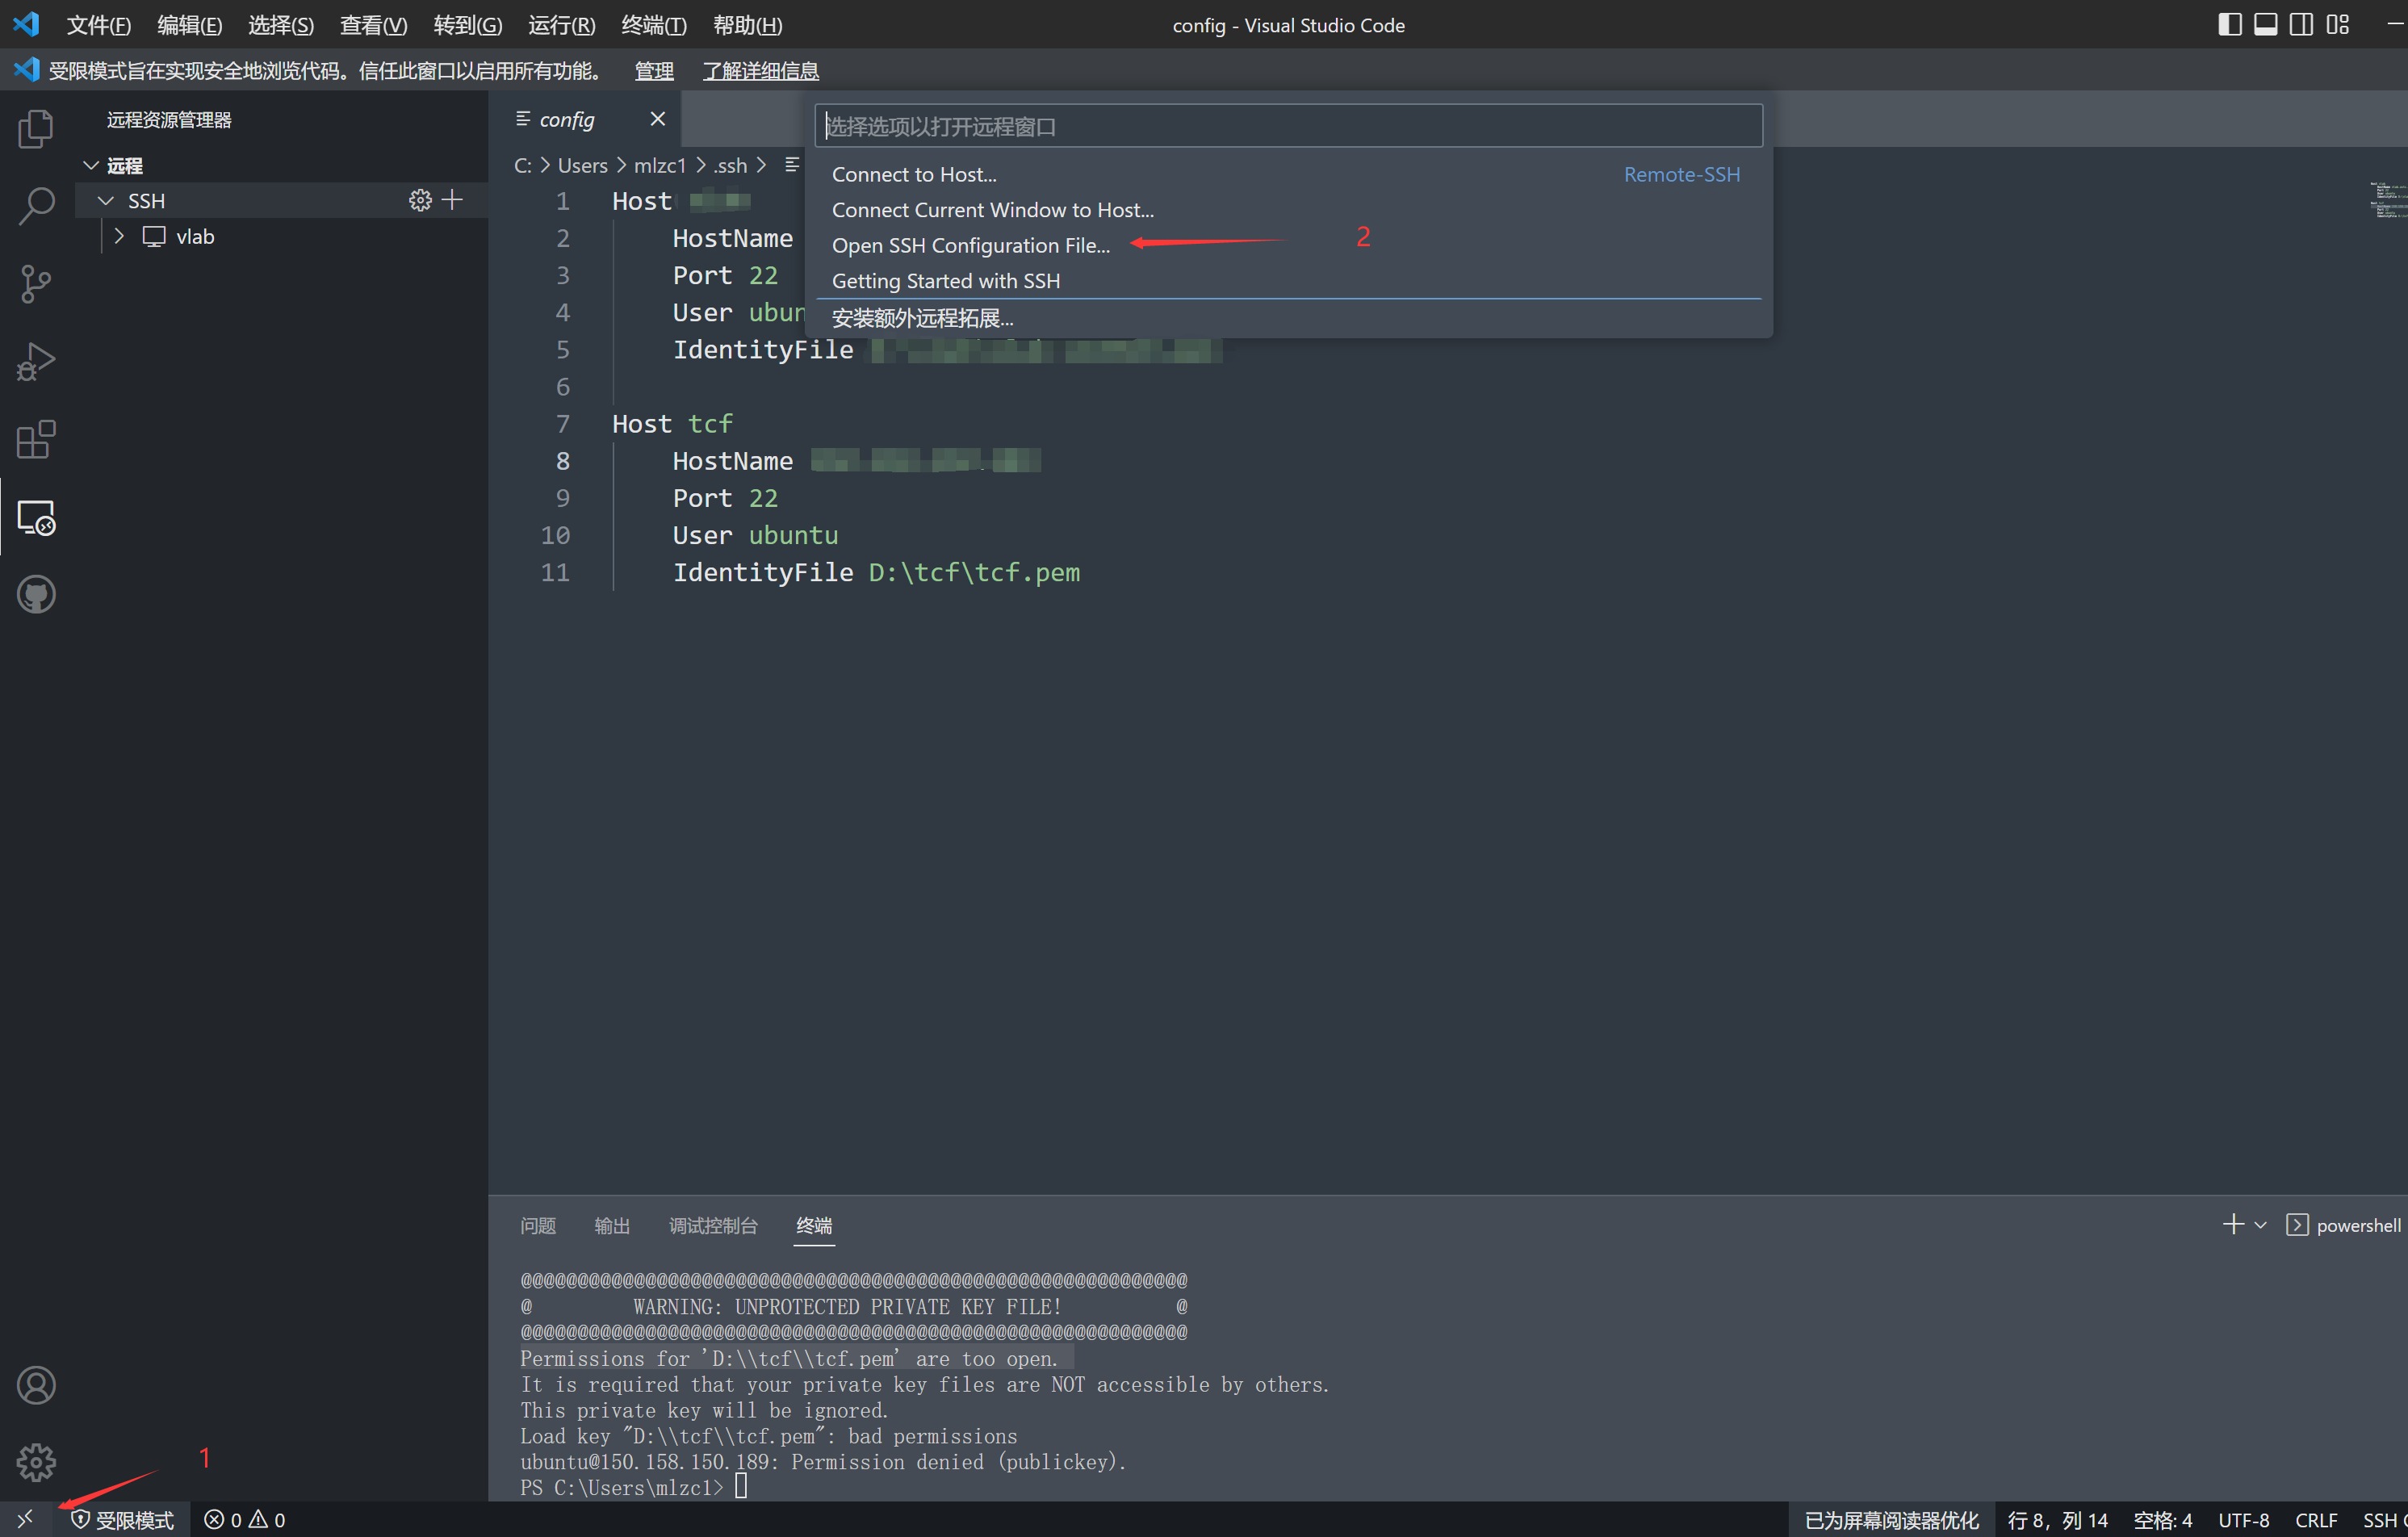 文件(F) 编辑(E) 选择(S) 查看(V) 转到(G) 运行(R) 终端(T) 帮助(H) config - Visual Studio Code
受限模式旨在实现安全地浏览代码。信任此窗口以启用所有功能。 管理 了解详细信息
远程资源管理器
远程
SSH
vlab
config
选择选项以打开远程窗口
Connect to Host... Remote-SSH
Connect Current Window to Host...
Open SSH Configuration File... 2
Getting Started with SSH
安装额外远程拓展...
C: > Users > mlzc1 > .ssh >
1 Host
2 HostName
3 Port 22
4 User ubun
5 IdentityFile
6
7 Host tcf
8 HostName
9 Port 22
10 User ubuntu
11 IdentityFile D:\tcf\tcf.pem
问题 输出 调试控制台 终端 powershell
@@@@@@@@@@@@@@@@@@@@@@@@@@@@@@@@@@@@@@@@@@@@@@@@@@@@@@@@@@@
@ WARNING: UNPROTECTED PRIVATE KEY FILE! @
@@@@@@@@@@@@@@@@@@@@@@@@@@@@@@@@@@@@@@@@@@@@@@@@@@@@@@@@@@@
Permissions for 'D:\\tcf\\tcf.pem' are too open.
It is required that your private key files are NOT accessible by others.
This private key will be ignored.
Load key "D:\\tcf\\tcf.pem": bad permissions
ubuntu@150.158.150.189: Permission denied (publickey).
PS C:\Users\mlzc1>
1
受限模式 0 0 已为屏幕阅读器优化 行 8，列 14 空格: 4 UTF-8 CRLF SSH